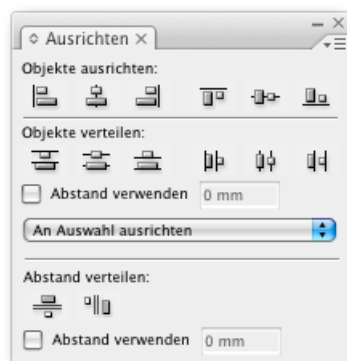 Ausrichten
Objekte ausrichten:
Objekte verteilen:
Abstand verwenden 0 mm
An Auswahl ausrichten
Abstand verteilen:
Abstand verwenden 0 mm